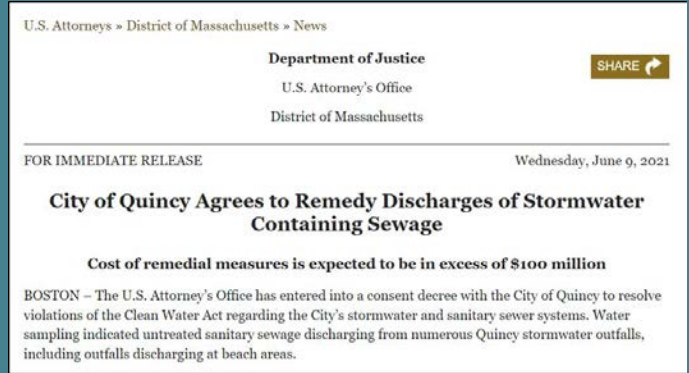 U.S. Attorneys » District of Massachusetts » News
Department of Justice
SHARE
U.S. Attorney's Office
District of Massachusetts
FOR IMMEDIATE RELEASE
Wednesday, June 9, 2021
City of Quincy Agrees to Remedy Discharges of Stormwater
Containing Sewage
Cost of remedial measures is expected to be in excess of $100 million
BOSTON – The U.S. Attorney's Office has entered into a consent decree with the City of Quincy to resolve
violations of the Clean Water Act regarding the City's stormwater and sanitary sewer systems. Water
sampling indicated untreated sanitary sewage discharging from numerous Quincy stormwater outfalls,
including outfalls discharging at beach areas.